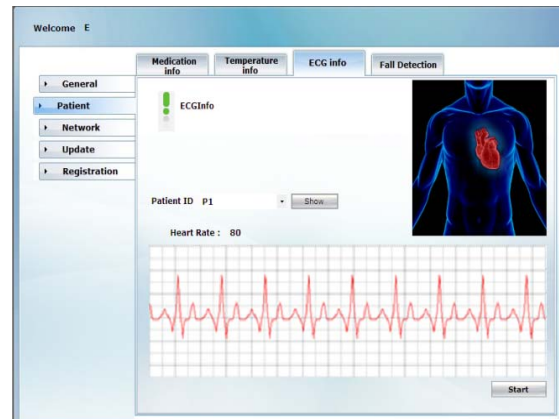 Welcome E
Medication info
Temperature info
ECG info
Fall Detection
General
Patient
Network
Update
Registration
ECGInfo
Patient ID P1
Show
Heart Rate : 80
Start